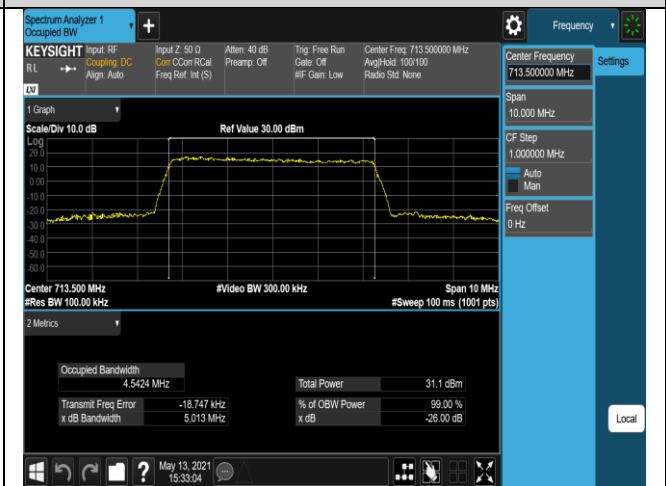 Spectrum Analyzer 1
Occupied BW
+
Frequency
KEYSIGHT
RL
LXI
Input: RF
Coupling: DC
Align: Auto
Input Z: 50 Ω
Corr CCorr RCal
Freq Ref: Int (S)
Atten: 40 dB
Preamp: Off
Trig: Free Run
Gate: Off
#IF Gain: Low
Center Freq: 713.500000 MHz
Avg|Hold: 100/100
Radio Std: None
Center Frequency
713.500000 MHz
Settings
Span
10.000 MHz
CF Step
1.000000 MHz
Auto
Man
Freq Offset
0 Hz
1 Graph
Scale/Div 10.0 dB
Ref Value 30.00 dBm
Log
20.0
10.0
0.00
-10.0
-20.0
-30.0
-40.0
-50.0
-60.0
Center 713.500 MHz
#Video BW 300.00 kHz
Span 10 MHz
#Res BW 100.00 kHz
#Sweep 100 ms (1001 pts)
2 Metrics
Occupied Bandwidth
4.5424 MHz
Total Power 31.1 dBm
Transmit Freq Error -18.747 kHz
% of OBW Power 99.00 %
x dB Bandwidth 5.013 MHz
x dB -26.00 dB
Local
?
May 13, 2021
15:33:04